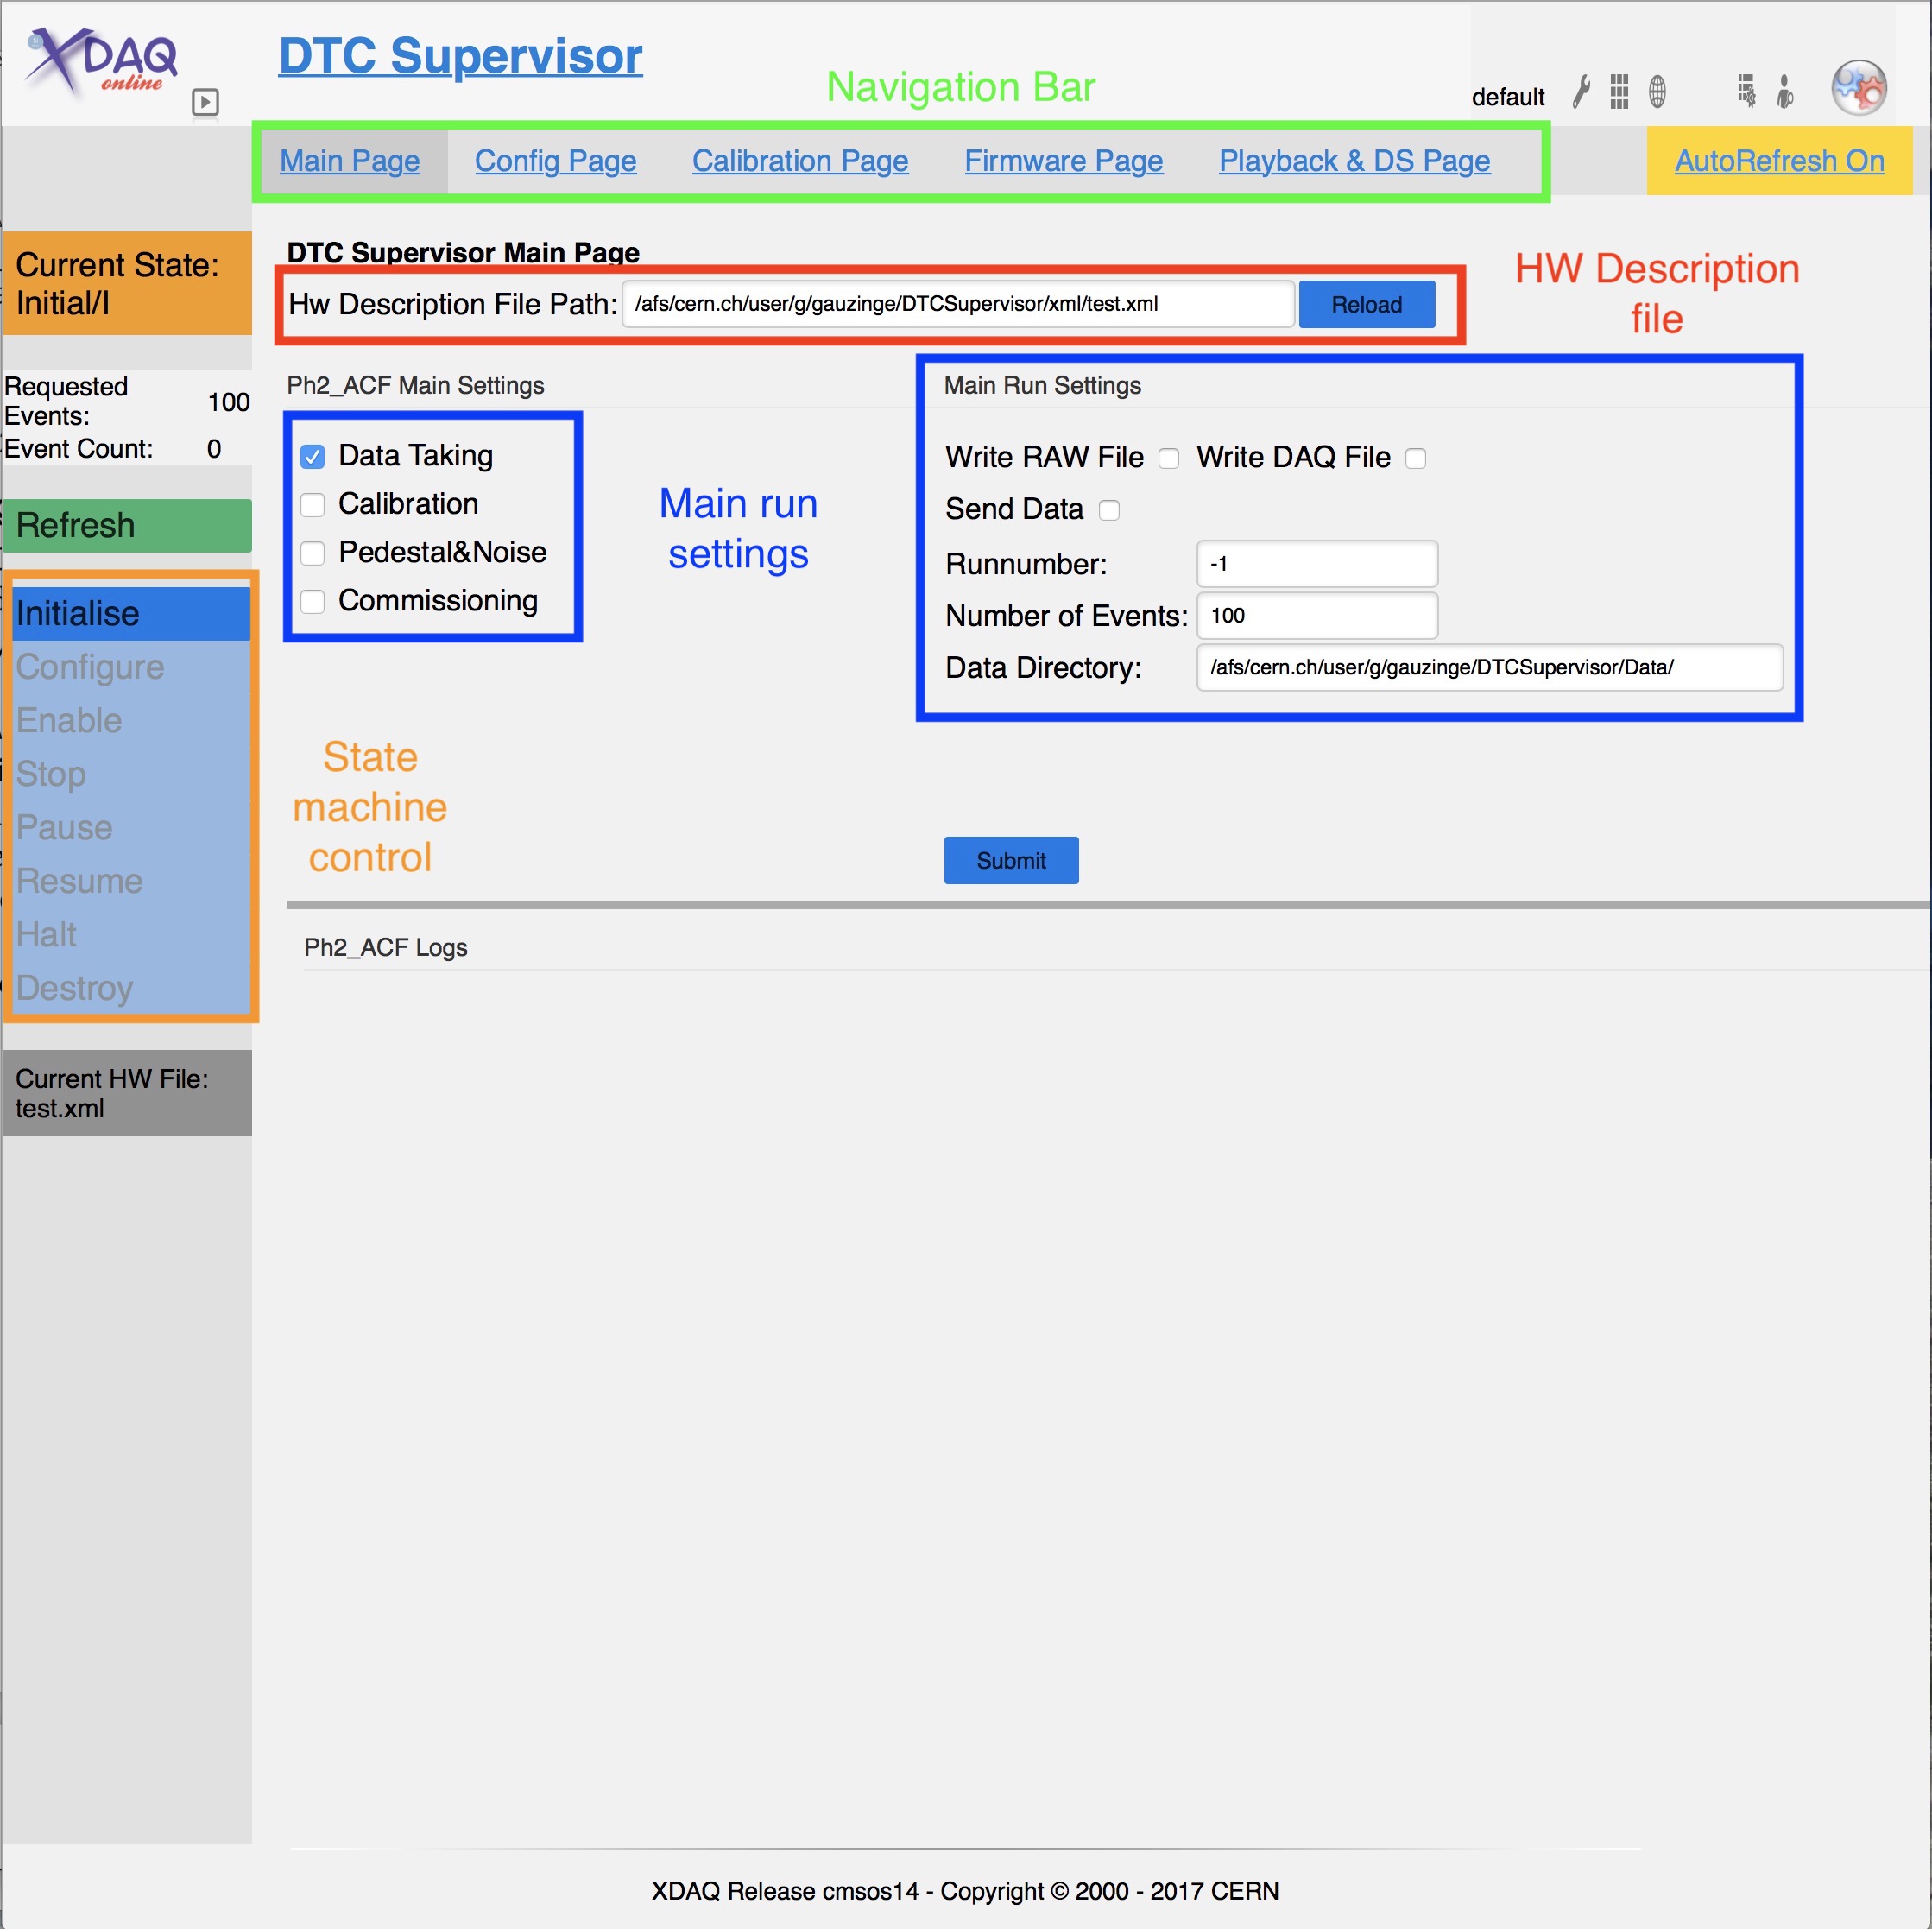 XDAQ
online
DTC Supervisor
Navigation Bar
default
Main Page Config Page Calibration Page Firmware Page Playback & DS Page
AutoRefresh On
Current State:
Initial/I
Requested
Events: 100
Event Count: 0
Refresh
Initialise
Configure
Enable
Stop
Pause
Resume
Halt
Destroy
Current HW File:
test.xml
DTC Supervisor Main Page
Hw Description File Path: /afs/cern.ch/user/g/gauzinge/DTCSupervisor/xml/test.xml Reload
HW Description
file
Ph2_ACF Main Settings
Data Taking
Calibration
Pedestal&Noise
Commissioning
Main run
settings
Main Run Settings
Write RAW File Write DAQ File
Send Data
Runnumber: -1
Number of Events: 100
Data Directory: /afs/cern.ch/user/g/gauzinge/DTCSupervisor/Data/
State
machine
control
Submit
Ph2_ACF Logs
XDAQ Release cmsos14 - Copyright © 2000 - 2017 CERN